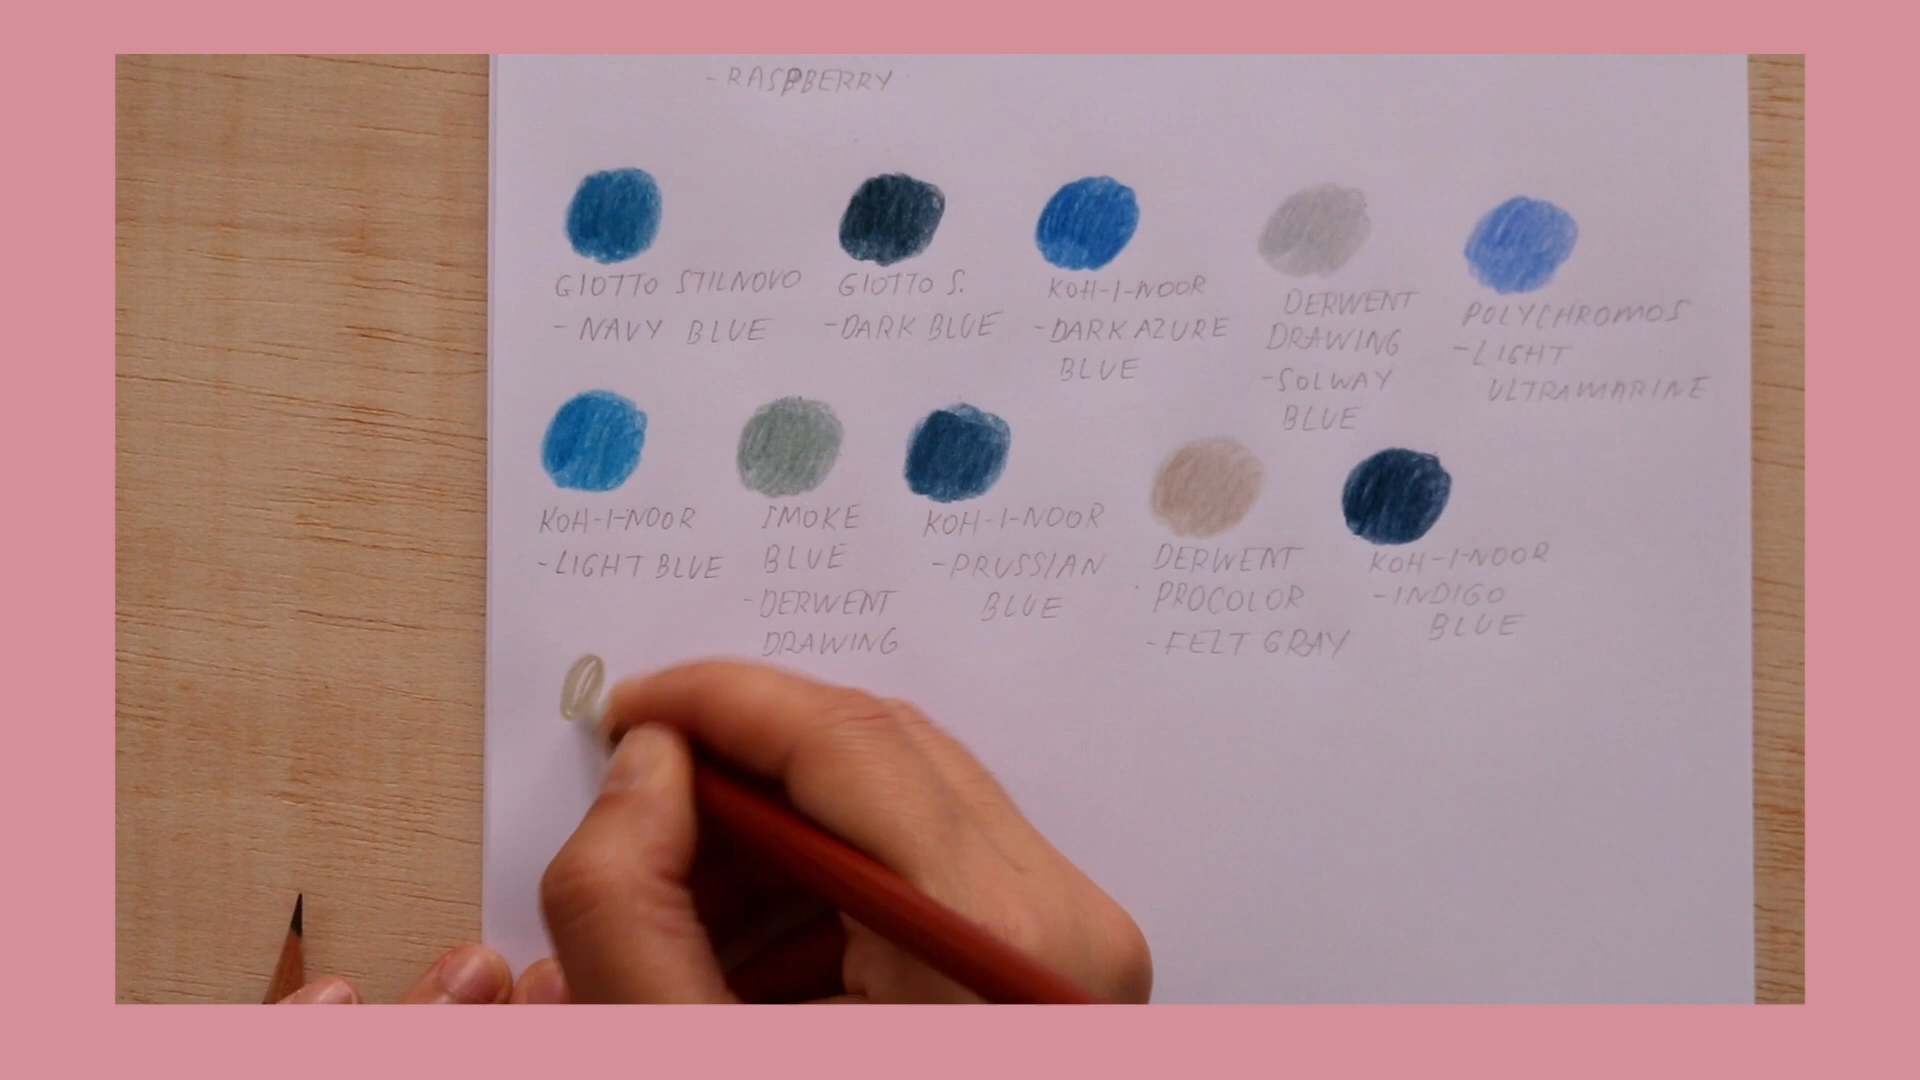 - RASPBERRY
GIOTTO STILNOVO
- NAVY BLUE
GIOTTO S.
- DARK BLUE
KOH-I-NOOR
- DARK AZURE
BLUE
DERWENT
DRAWING
- SOLWAY
BLUE
POLYCHROMOS
- LIGHT
ULTRAMARINE
KOH-I-NOOR
- LIGHT BLUE
SMOKE
BLUE
- DERWENT
DRAWING
KOH-I-NOOR
- PRUSSIAN
BLUE
DERWENT
PROCOLOR
- FELT GRAY
KOH-I-NOOR
- INDIGO
BLUE